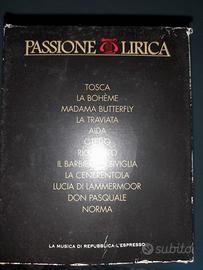 PASSIONE LIRICA
TOSCA
LA BOHÈME
MADAMA BUTTERFLY
LA TRAVIATA
AIDA
OTELLO
RIGOLETTO
IL BARBIERE DI SIVIGLIA
LA CENERENTOLA
LUCIA DI LAMMERMOOR
DON PASQUALE
NORMA
LA MUSICA DI REPUBBLICA-L'ESPRESSO
subito